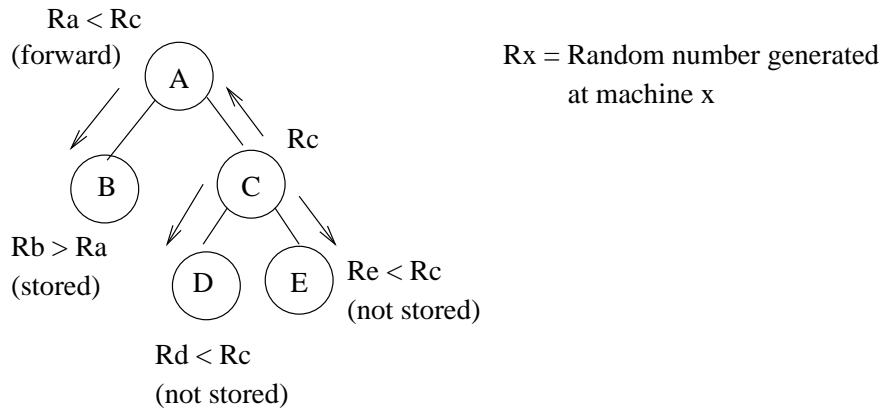 Ra < Rc
(forward)
A
Rx = Random number generated
at machine x
Rc
B
C
Rb > Ra
(stored)
D
E
Re < Rc
(not stored)
Rd < Rc
(not stored)